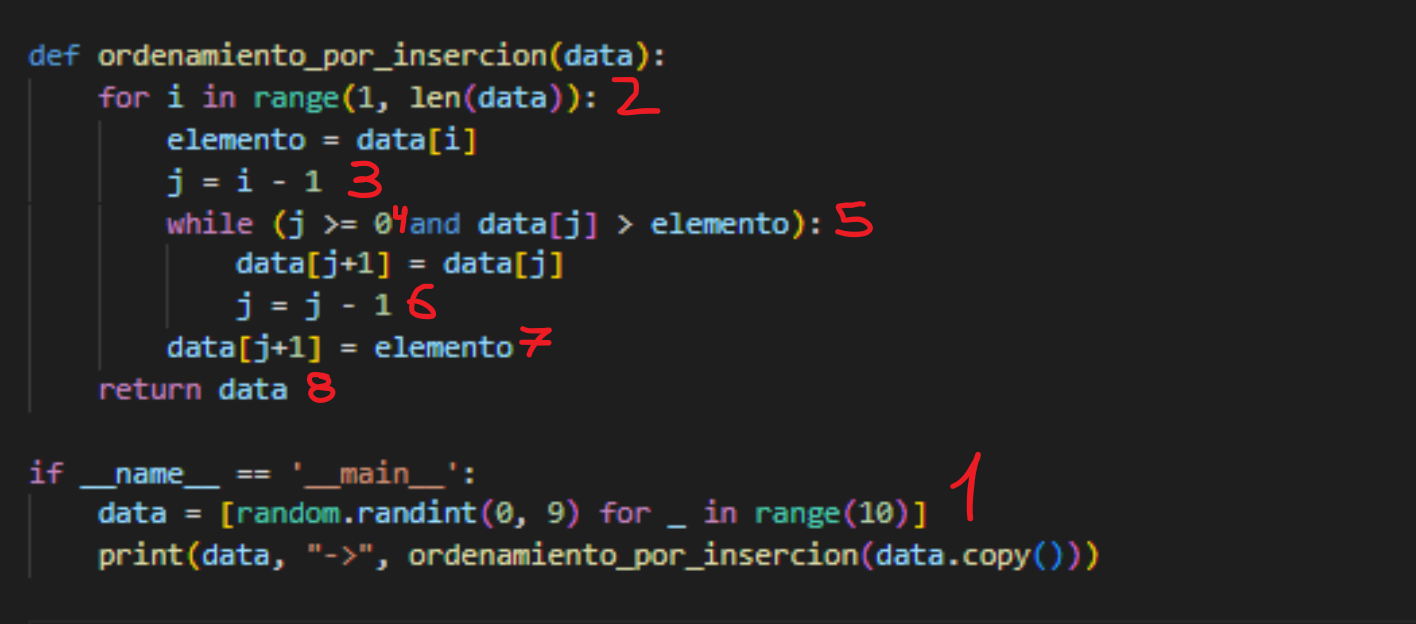 def ordenamiento_por_insercion(data):
for i in range(1, len(data)): 2
elemento = data[i]
j = i - 1 3
while (j >= 0 4 and data[j] > elemento): 5
data[j+1] = data[j]
j = j - 1 6
data[j+1] = elemento 7
return data 8
if __name__ == '__main__':
1
data = [random.randint(0, 9) for _ in range(10)]
print(data, "->", ordenamiento_por_insercion(data.copy()))